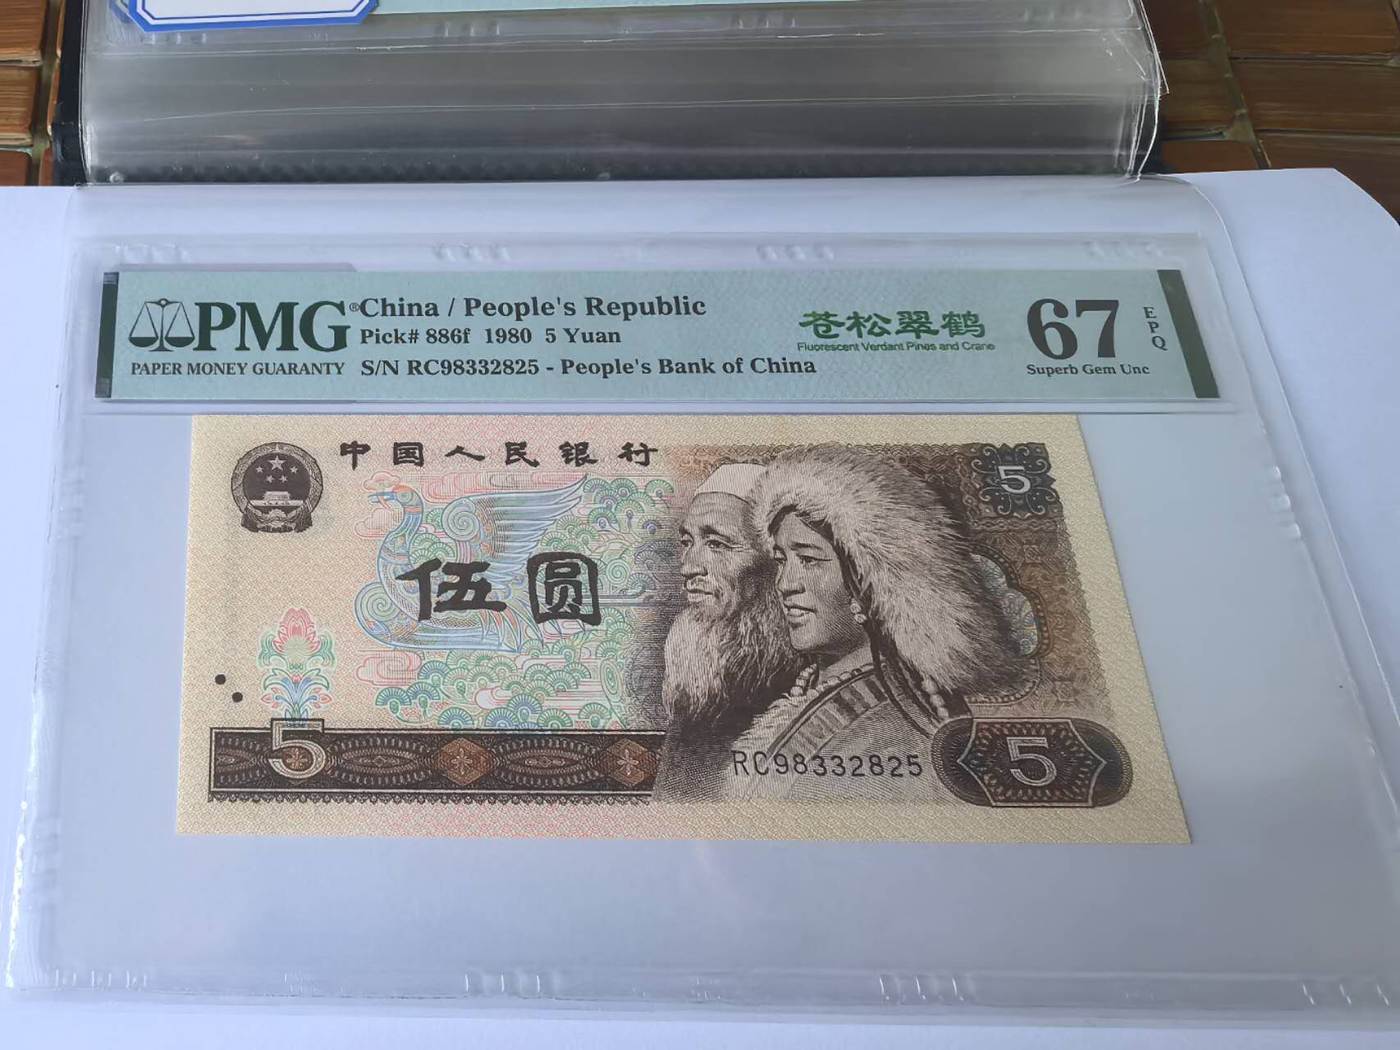 PMG®
PAPER MONEY GUARANTY
China / People's Republic
Pick# 886f 1980 5 Yuan
S/N RC98332825 - People's Bank of China
苍松翠鹤
Fluorescent Verdant Pines and Crane
67
EPQ
Superb Gem Unc
中国人民银行
5
伍圆
5
RC98332825
5